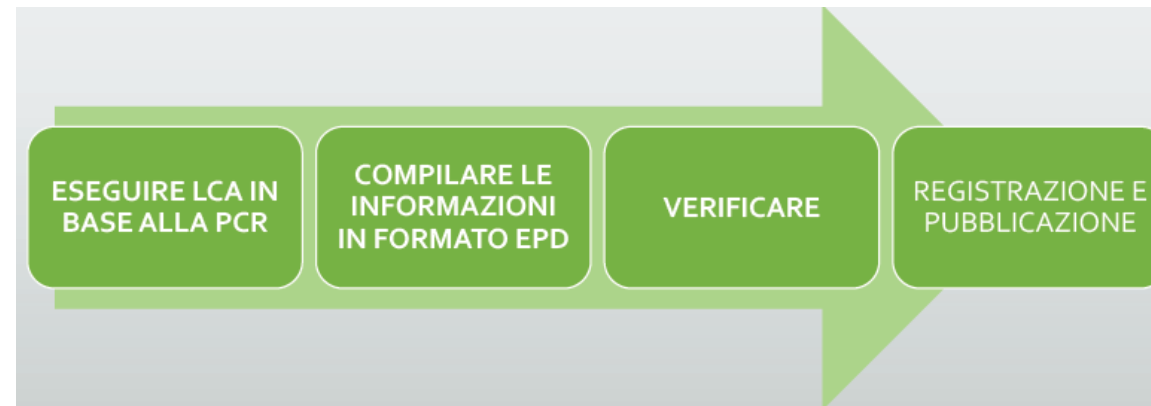 ESEGUIRE LCA IN
BASE ALLA PCR
COMPILARE LE
INFORMAZIONI
IN FORMATO EPD
VERIFICARE
REGISTRAZIONE E
PUBBLICAZIONE